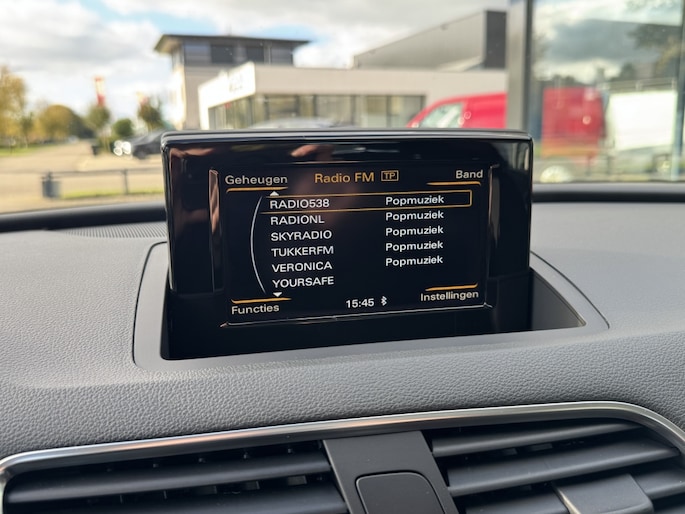 Geheugen Radio FM TP Band
RADIO538 Popmuziek
RADIONL Popmuziek
SKYRADIO Popmuziek
TUKKERFM Popmuziek
VERONICA Popmuziek
YOURSAFE
Functies 15:45 Instellingen